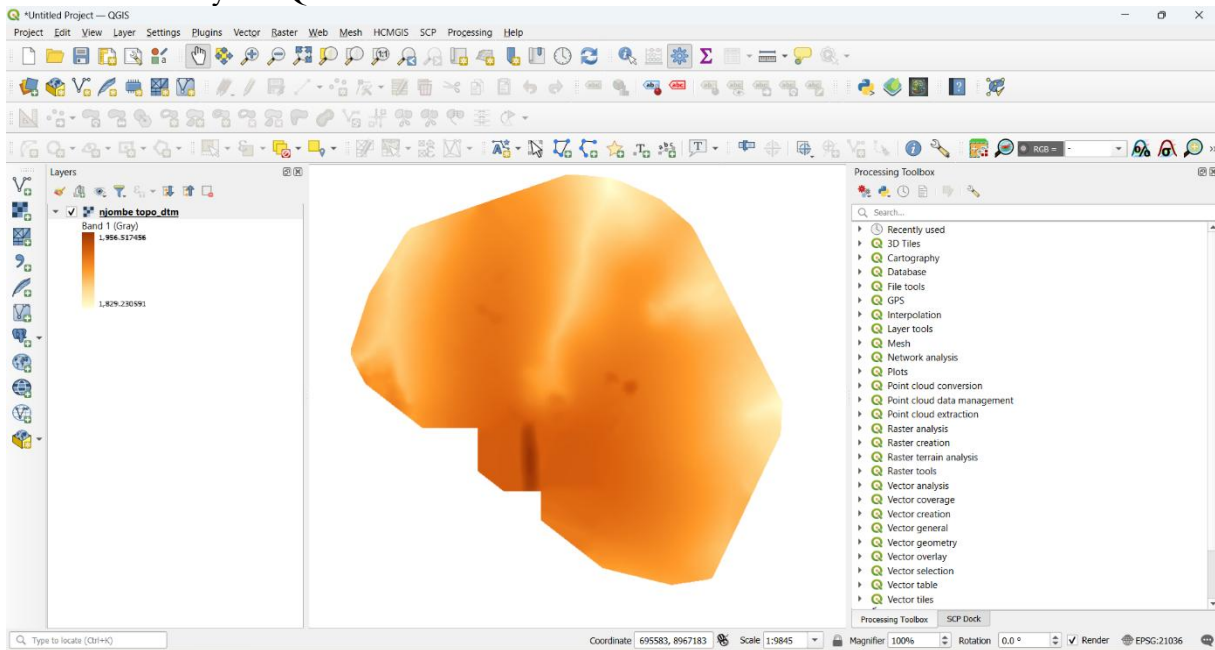 *Untitled Project — QGIS
Project Edit View Layer Settings Plugins Vector Raster Web Mesh HCMGIS SCP Processing Help
RGB = -
Layers
njombe topo_dtm
Band 1 (Gray)
1,956.517456
1,829.230591
Processing Toolbox
Search...
Recently used
3D Tiles
Cartography
Database
File tools
GPS
Interpolation
Layer tools
Mesh
Network analysis
Plots
Point cloud conversion
Point cloud data management
Point cloud extraction
Raster analysis
Raster creation
Raster terrain analysis
Raster tools
Vector analysis
Vector coverage
Vector creation
Vector general
Vector geometry
Vector overlay
Vector selection
Vector table
Vector tiles
Processing Toolbox SCP Dock
Type to locate (Ctrl+K) Coordinate 695583, 8967183 Scale 1:9845 Magnifier 100% Rotation 0.0 ° Render EPSG:21036